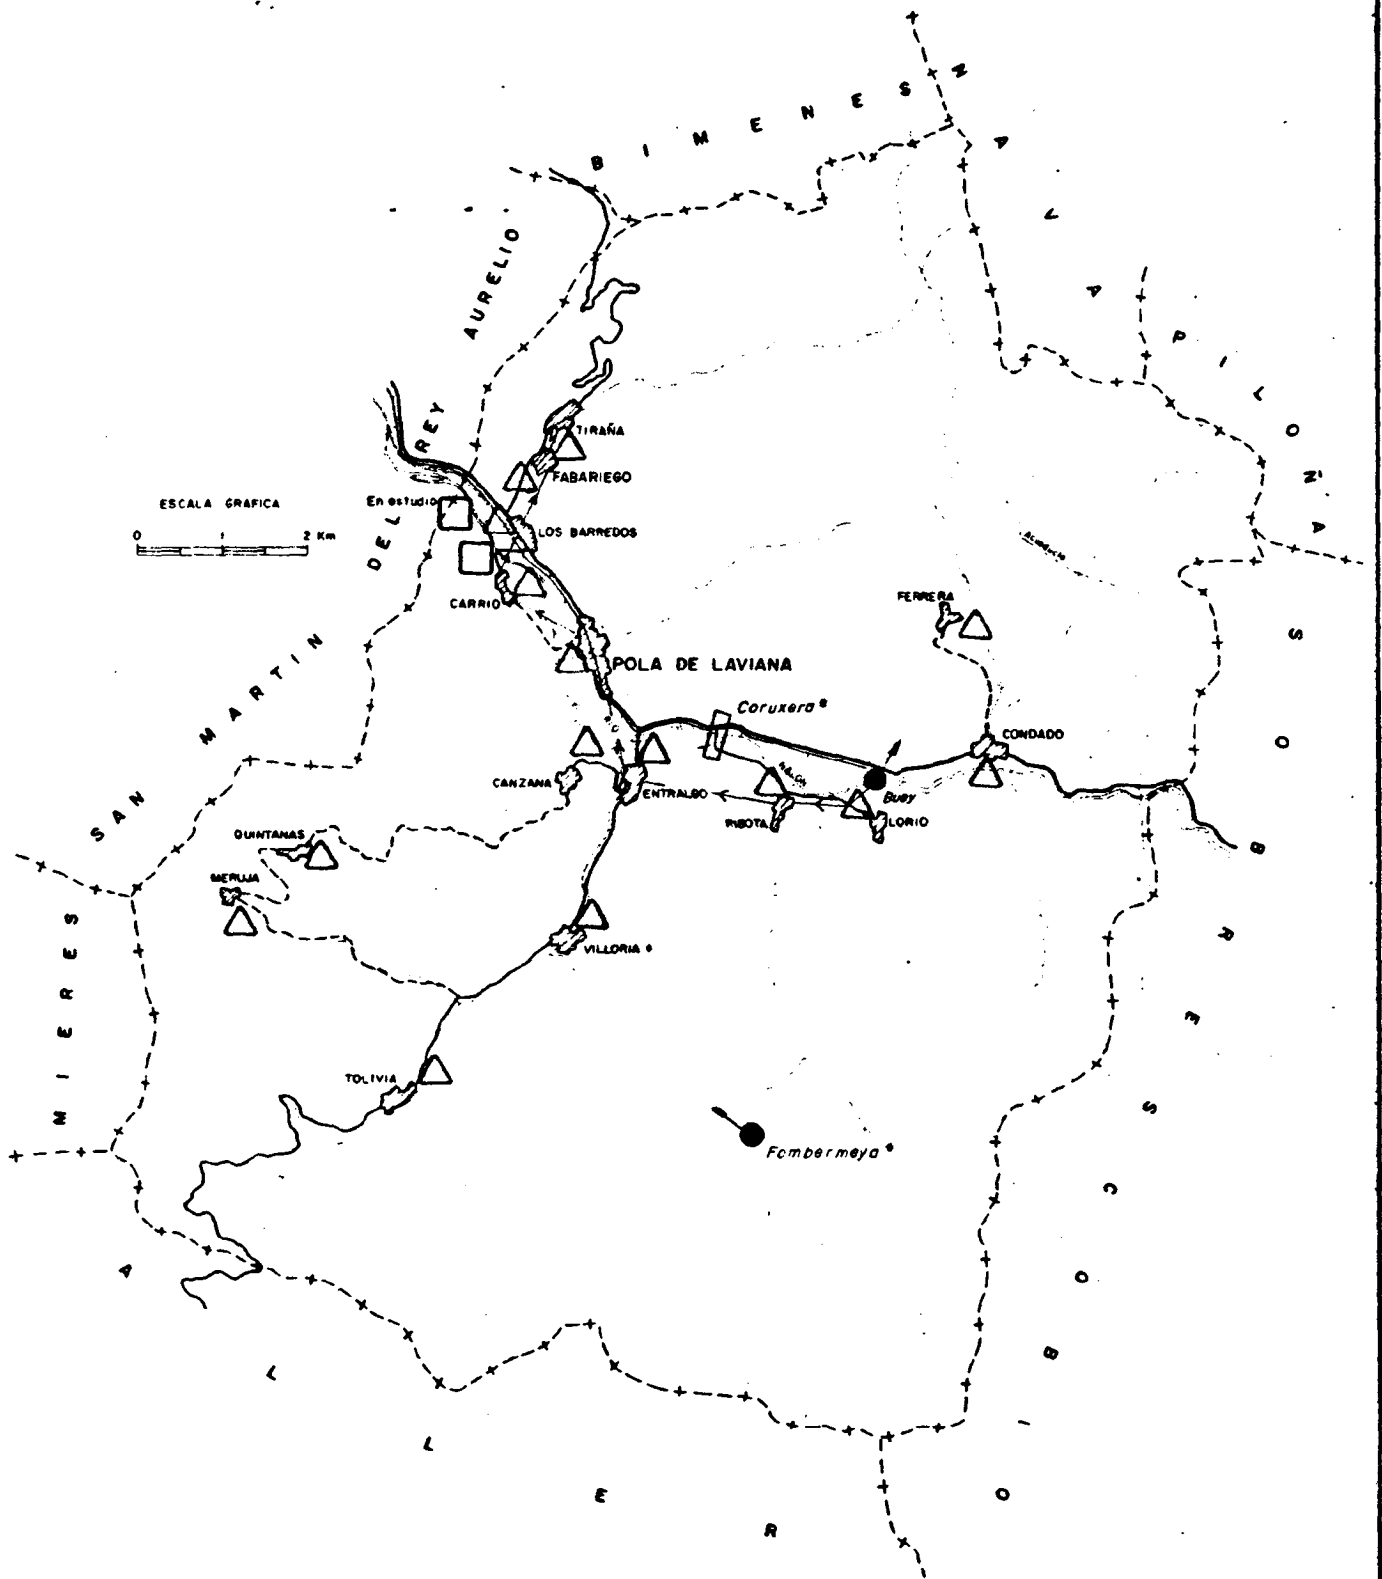 BIMENES
NAVA
PILOÑA
SOBRESCOBIO
SAN MARTIN DEL REY AURELIO
MIERES
ALLER
TIRAÑA
FABARIEGO
En estudio
ESCALA GRAFICA
0 1 2 Km
LOS BARREDOS
Acueducto
CARRIO
FERRERA
POLA DE LAVIANA
Coruxera*
CONDADO
CANZANA
ENTRALGO
Buey
RIBOTA
LORIO
QUINTANAS
MERUJA
VILLORIA *
TOLIVIA
Fombermeya *